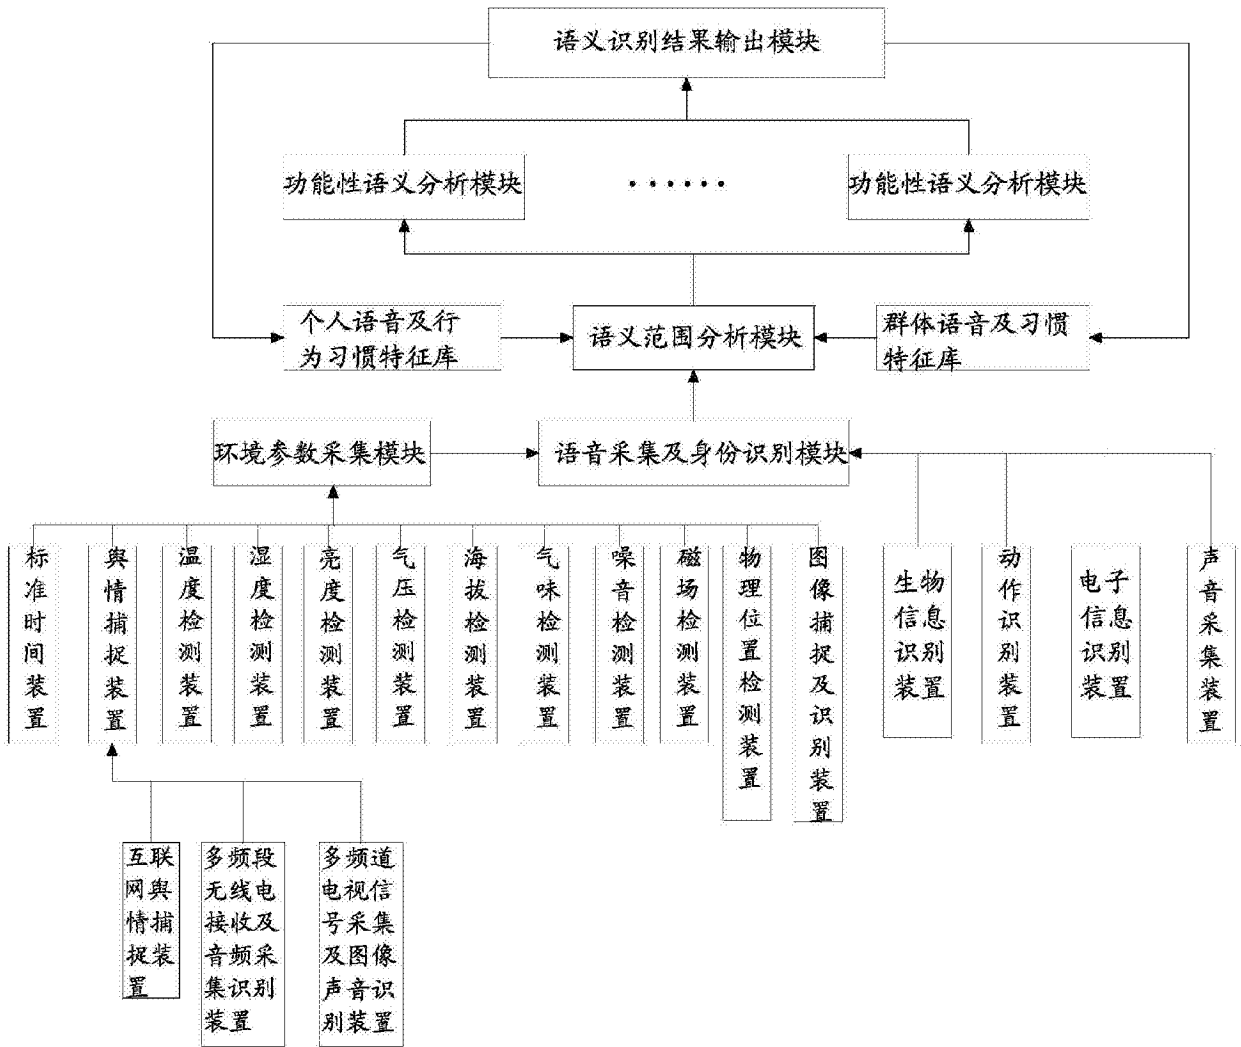 语义识别结果输出模块
功能性语义分析模块
······
功能性语义分析模块
个人语音及行
为习惯特征库
语义范围分析模块
群体语音及习惯
特征库
环境参数采集模块
语音采集及身份识别模块
标准时间装置
舆情捕捉装置
温度检测装置
湿度检测装置
亮度检测装置
气压检测装置
海拔检测装置
气味检测装置
噪音检测装置
磁场检测装置
物理位置检测装置
图像捕捉及识别装置
生物
信息
识别
装置
动作识别装置
电子
信息
识别
装置
声音采集装置
互联
网舆
情捕
捉装
置
多频段
无线电
接收及
音频采
集识别
装置
多频道
电视信
号采集
及图像
声音识
别装置